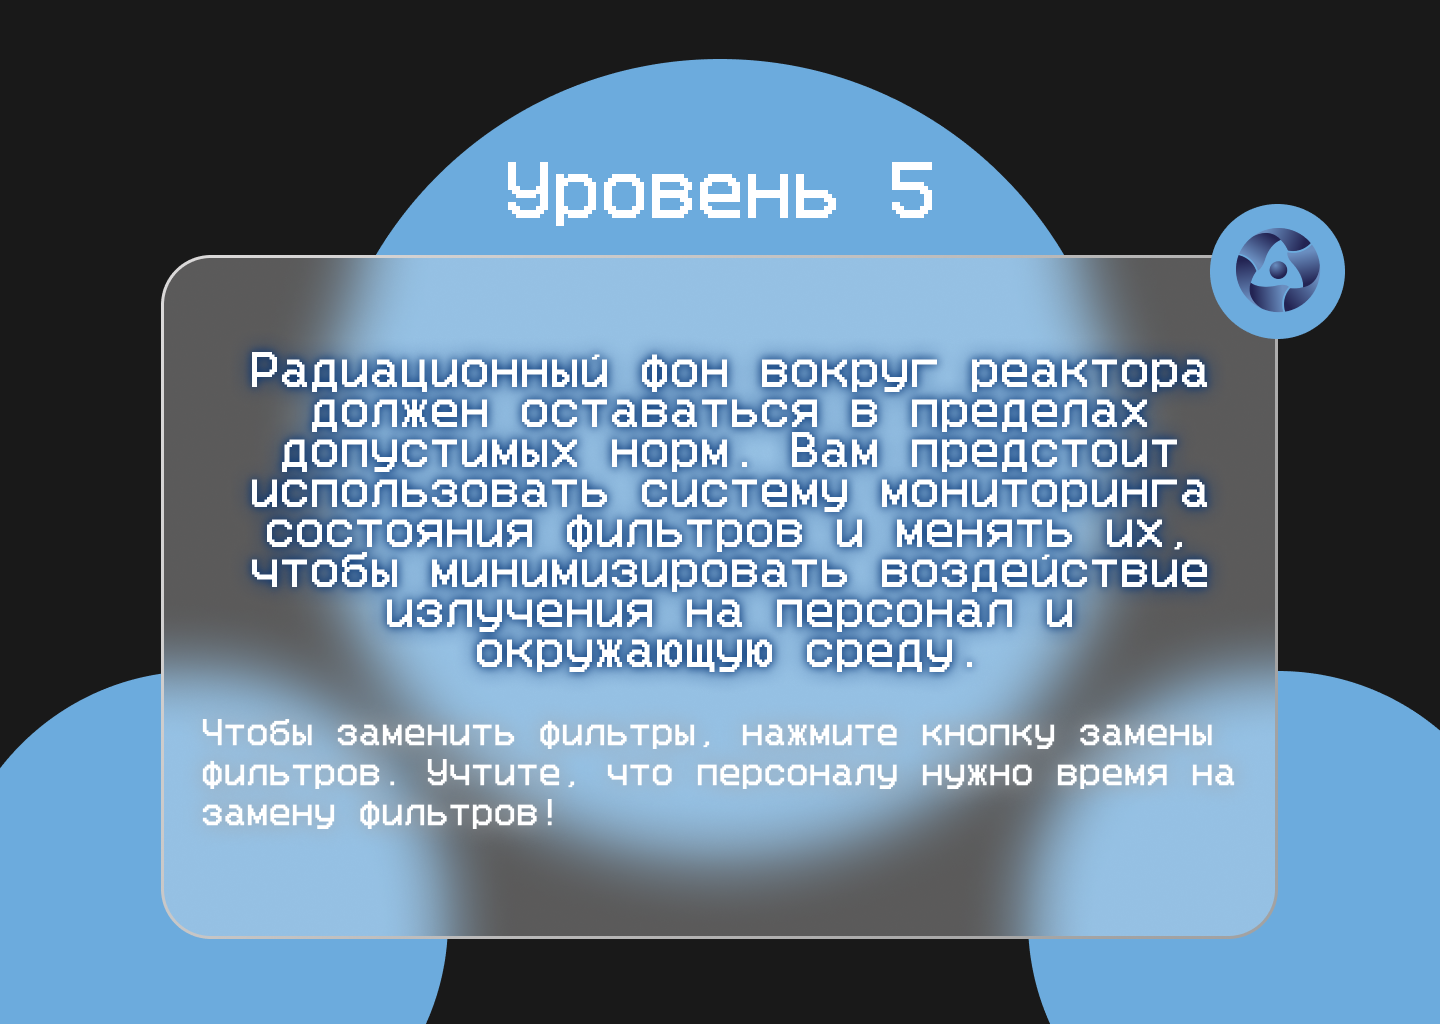 Уровень 5
Радиационный фон вокруг реактора
должен оставаться в пределах
допустимых норм. Вам предстоит
использовать систему мониторинга
состояния фильтров и менять их,
чтобы минимизировать воздействие
излучения на персонал и
окружающую среду.
Чтобы заменить фильтры, нажмите кнопку замены
фильтров. Учтите, что персоналу нужно время на
замену фильтров!